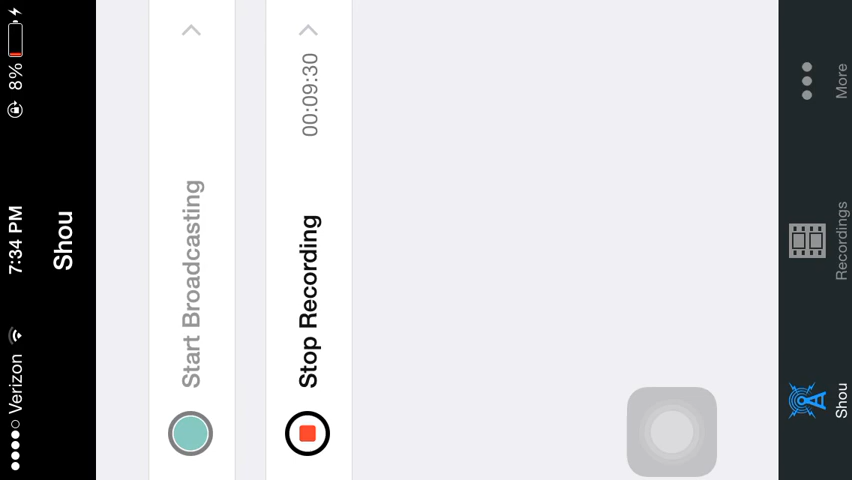 Verizon 7:34 PM 8%
Shou
Start Broadcasting
Stop Recording 00:09:30
Shou Recordings More